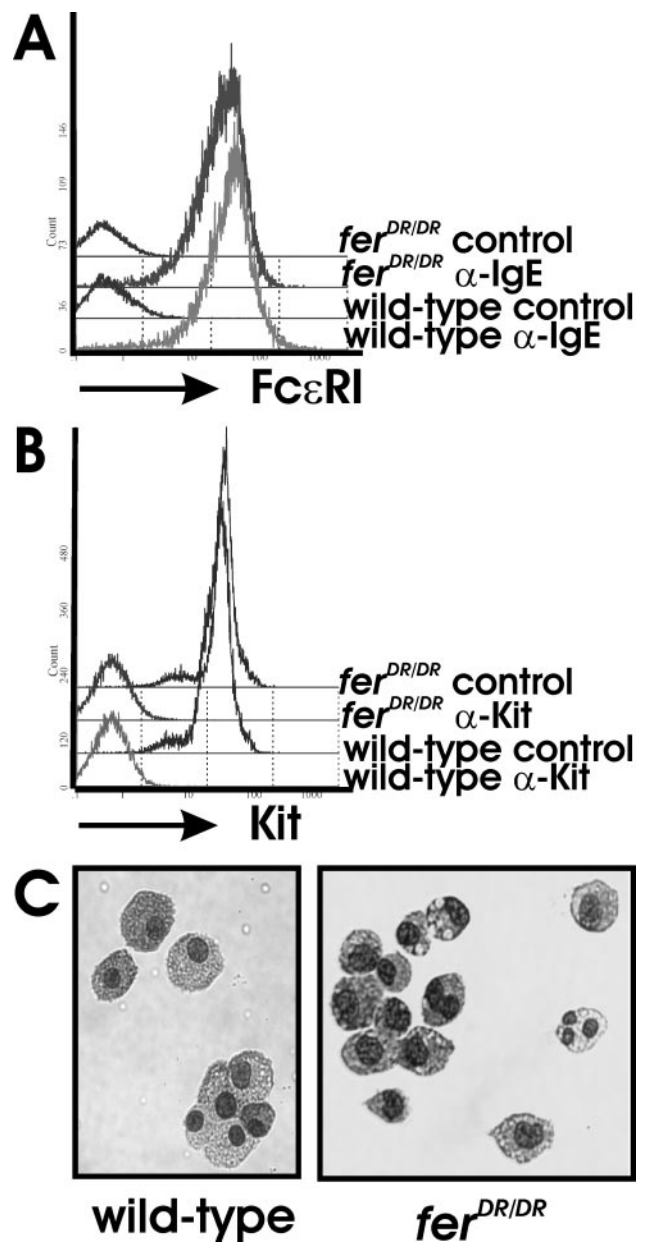 A
146
109
Count
73
36
0
fer^DR/DR control
fer^DR/DR α-IgE
wild-type control
wild-type α-IgE
10
100
1000
FcεRI
B
480
360
Count
240
120
0
fer^DR/DR control
fer^DR/DR α-Kit
wild-type control
wild-type α-Kit
10
100
1000
Kit
C
wild-type
fer^DR/DR